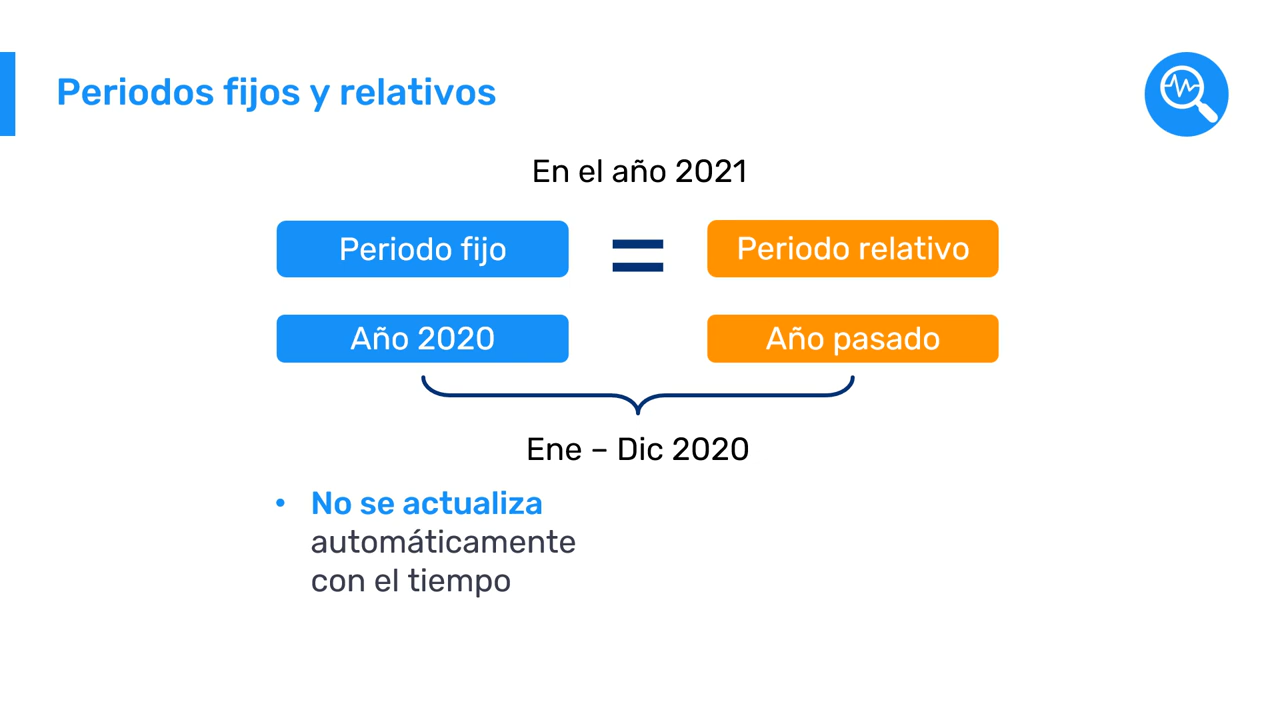 Periodos fijos y relativos
En el año 2021
Periodo fijo
=
Periodo relativo
Año 2020
Año pasado
Ene – Dic 2020
• No se actualiza
automáticamente
con el tiempo